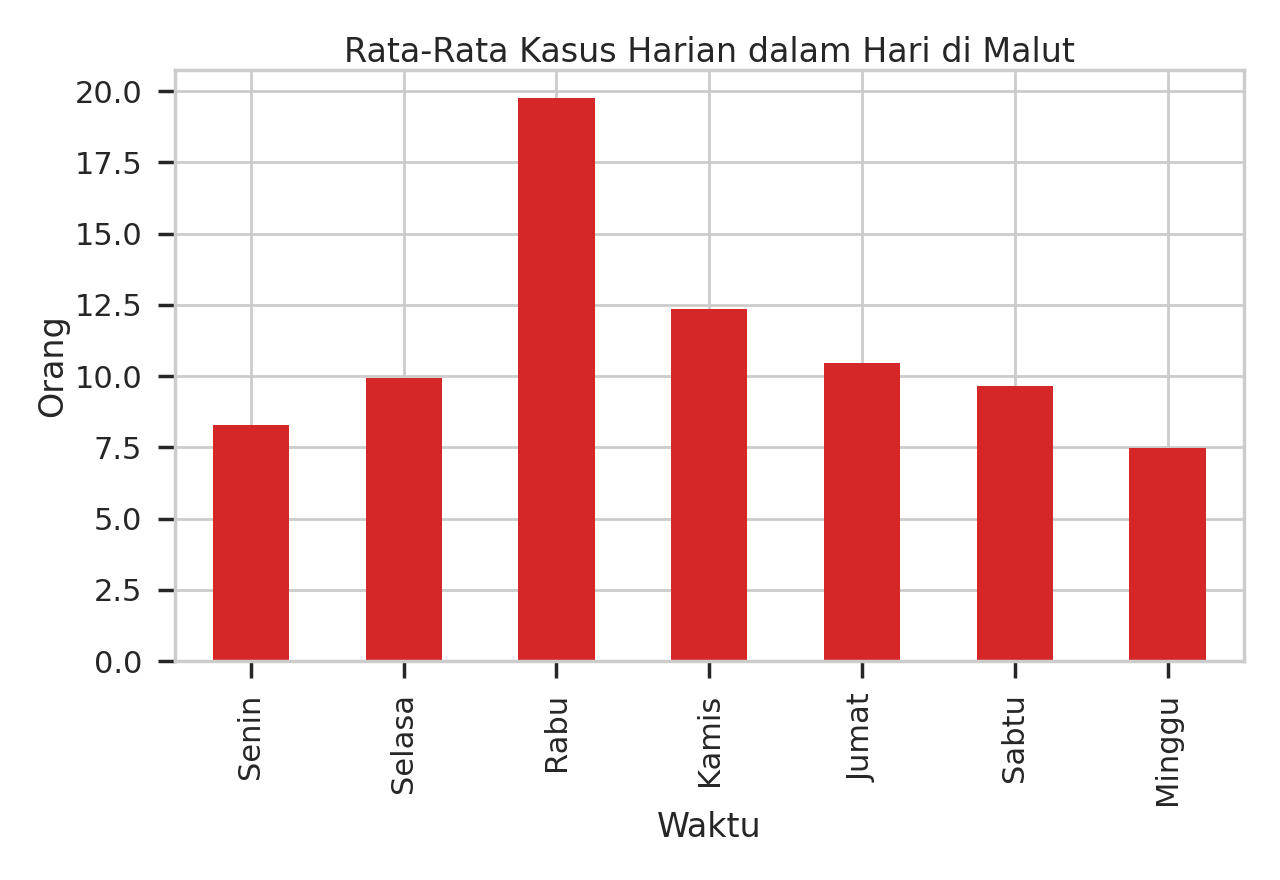 Rata-Rata Kasus Harian dalam Hari di Malut
Orang
20.0
17.5
15.0
12.5
10.0
7.5
5.0
2.5
0.0
Senin
Selasa
Rabu
Kamis
Jumat
Sabtu
Minggu
Waktu